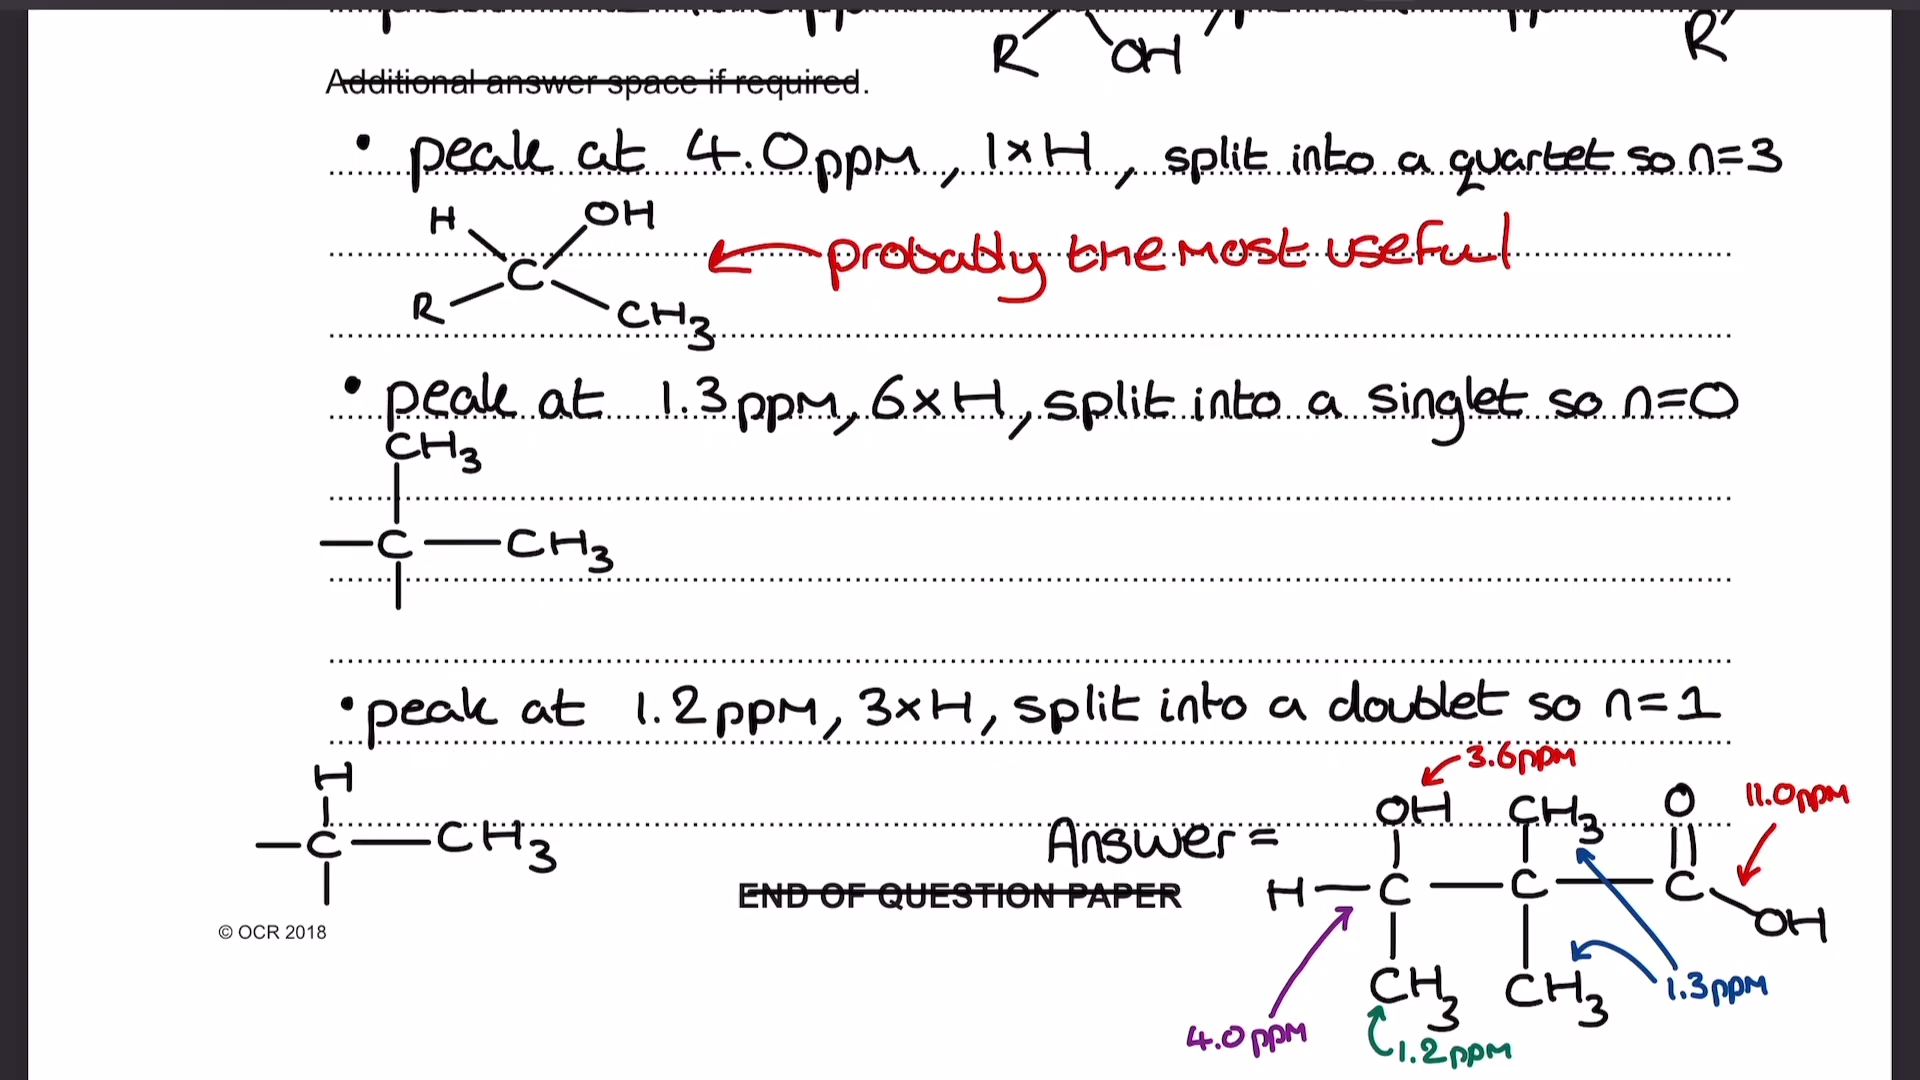 R OH R
Additional answer space if required.
• peak at 4.0ppm, 1×H, split into a quartet so n=3
H OH
probably the most useful
C
R CH3
• peak at 1.3ppm, 6×H, split into a singlet so n=0
CH3
—C—CH3
• peak at 1.2ppm, 3×H, split into a doublet so n=1
3.6ppm
H
OH CH3 O 11.0ppm
—C—CH3
Answer =
H—C—C—C
END OF QUESTION PAPER
OH
© OCR 2018
CH3 CH3 1.3ppm
4.0ppm
1.2ppm